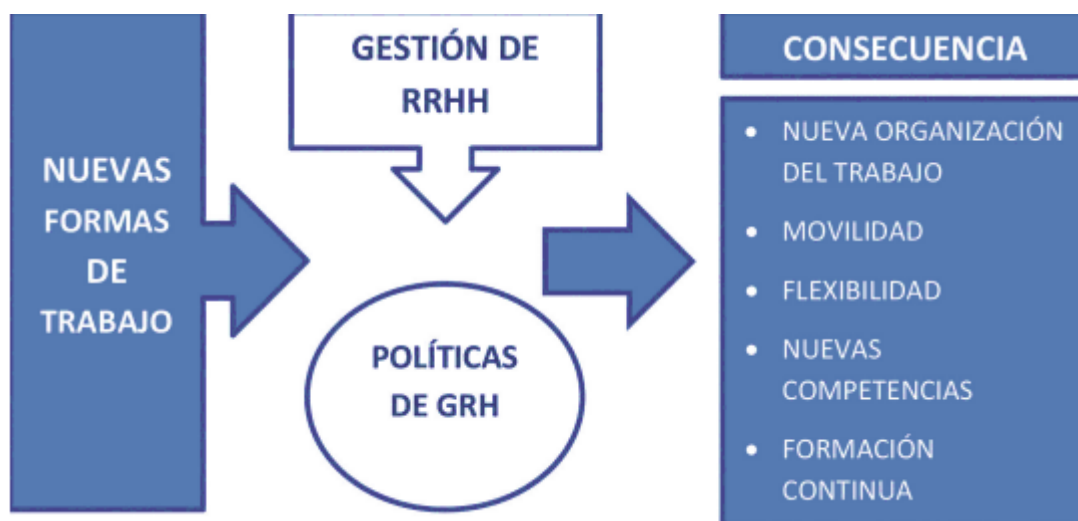 NUEVAS
FORMAS
DE
TRABAJO
GESTIÓN DE
RRHH
POLÍTICAS
DE GRH
CONSECUENCIA
• NUEVA ORGANIZACIÓN
DEL TRABAJO
• MOVILIDAD
• FLEXIBILIDAD
• NUEVAS
COMPETENCIAS
• FORMACIÓN
CONTINUA